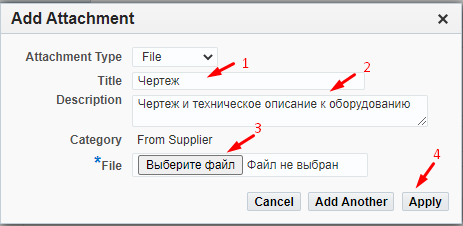 Add Attachment
Attachment Type File
1
Title Чертеж
2
Description Чертеж и техническое описание к оборудованию
3
Category From Supplier
4
*File Выберите файл Файл не выбран
Cancel Add Another Apply